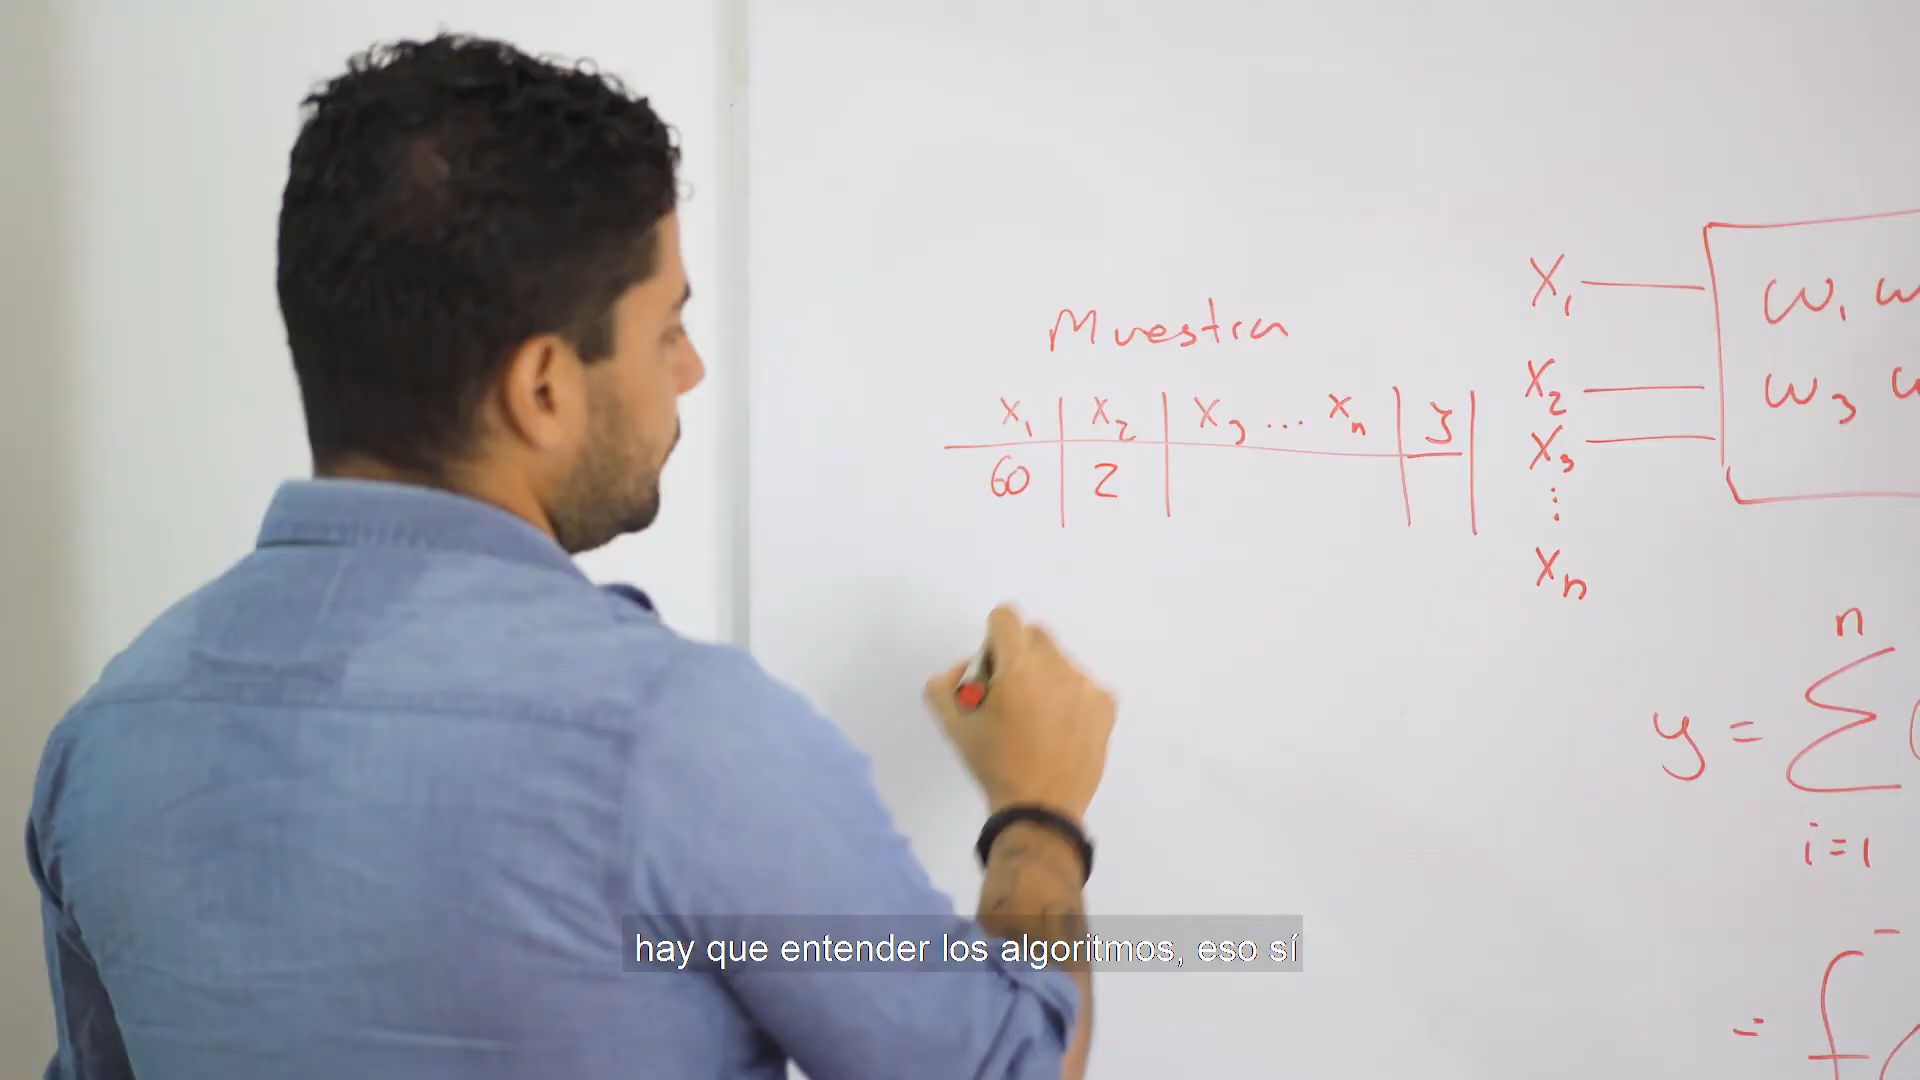 Muestra
x₁ | x₂ | x₃ ... xₙ | y
60 | 2
X₁
X₂
X₃
⋮
Xₙ
w₁ w
w₃
n
y = Σ (
i=1
= f
hay que entender los algoritmos, eso sí